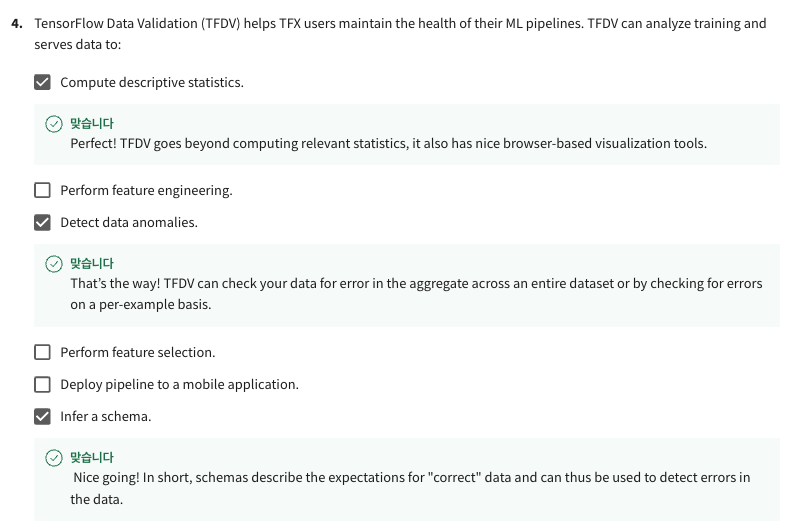 4. TensorFlow Data Validation (TFDV) helps TFX users maintain the health of their ML pipelines. TFDV can analyze training and
serves data to:
Compute descriptive statistics.
맞습니다
Perfect! TFDV goes beyond computing relevant statistics, it also has nice browser-based visualization tools.
Perform feature engineering.
Detect data anomalies.
맞습니다
That’s the way! TFDV can check your data for error in the aggregate across an entire dataset or by checking for errors
on a per-example basis.
Perform feature selection.
Deploy pipeline to a mobile application.
Infer a schema.
맞습니다
Nice going! In short, schemas describe the expectations for "correct" data and can thus be used to detect errors in
the data.